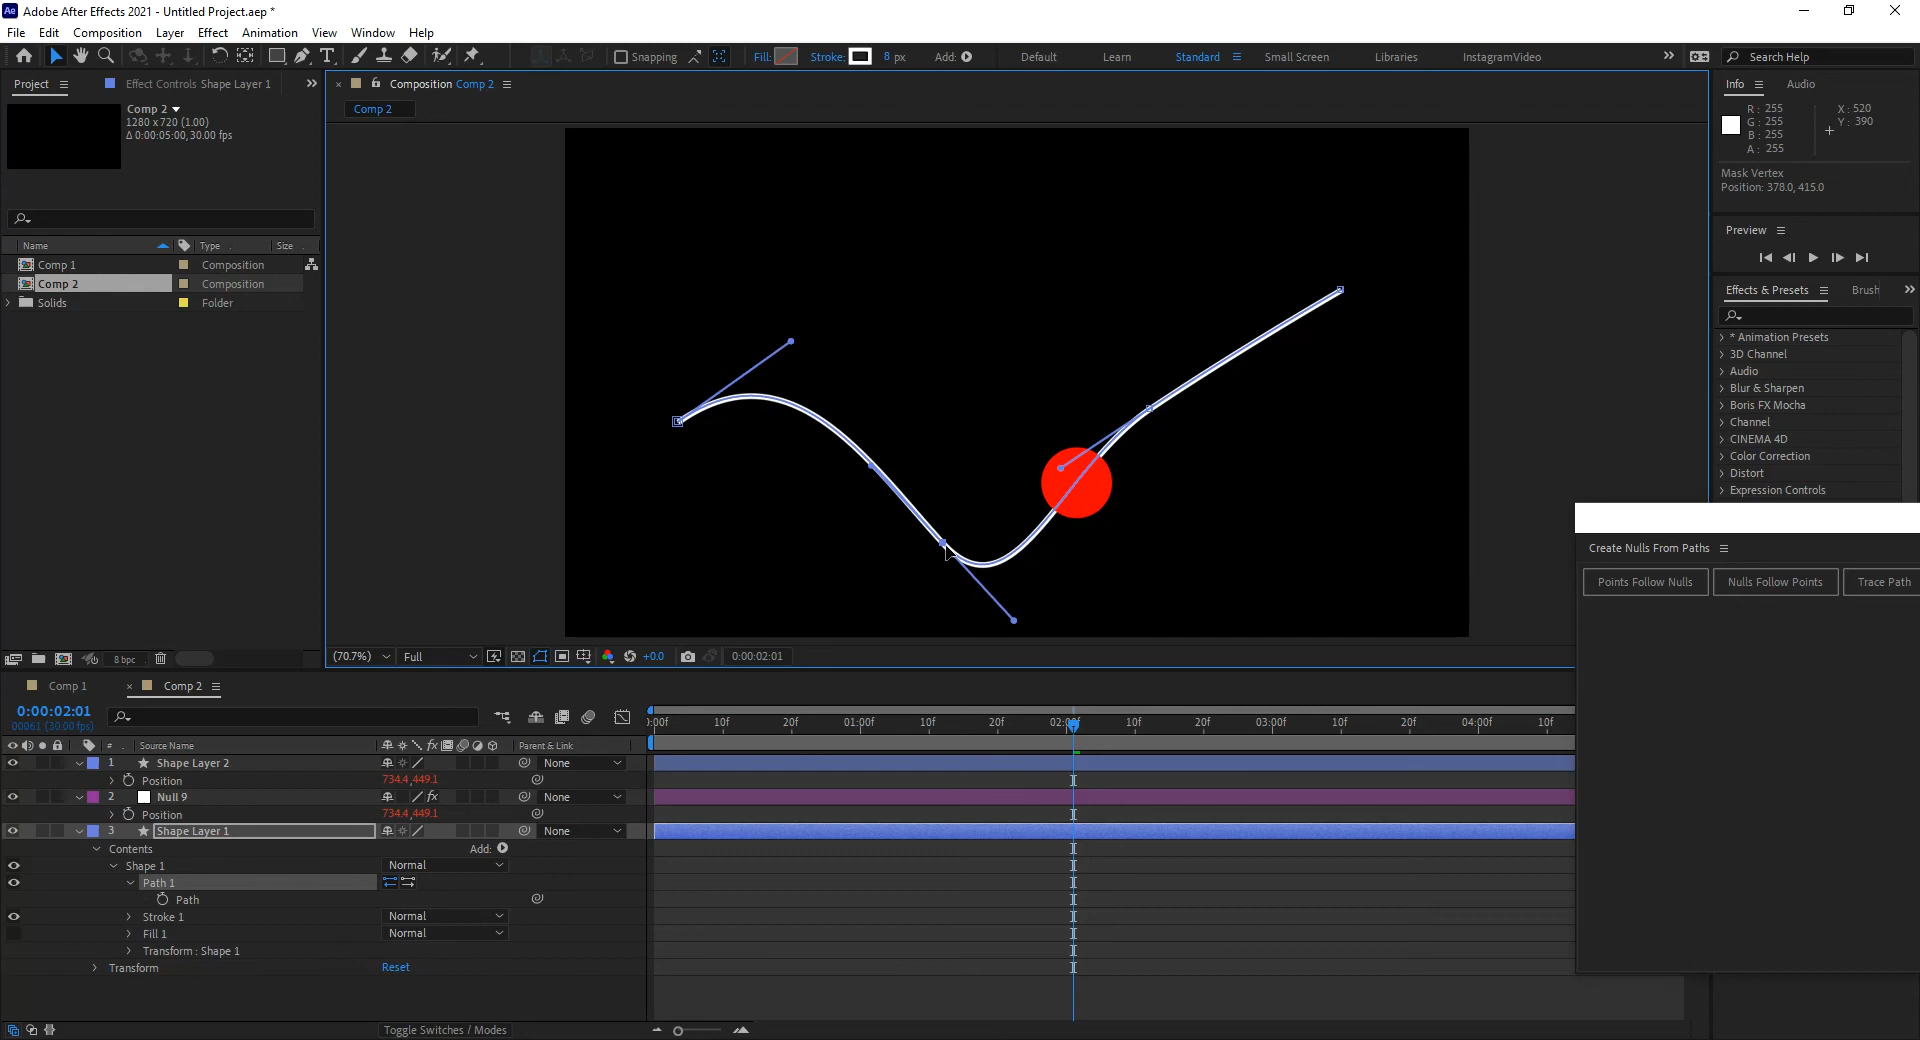 Adobe After Effects 2021 - Untitled Project.aep *
File Edit Composition Layer Effect Animation View Window Help
Snapping Fill: Stroke: 8 px Add: Default Learn Standard Small Screen Libraries InstagramVideo Search Help
Project Effect Controls Shape Layer 1
Composition Comp 2
Comp 2
Comp 2
1280 x 720 (1.00)
Δ 0:00:05:00, 30.00 fps
Name Type Size
Comp 1 Composition
Comp 2 Composition
Solids Folder
8 bpc
(70.7%) Full +0.0 0:00:02:01
Info Audio
R: 255 X: 520
G: 255 Y: 390
B: 255
A: 255
Mask Vertex
Position: 378.0, 415.0
Preview
Effects & Presets Brush
* Animation Presets
3D Channel
Audio
Blur & Sharpen
Boris FX Mocha
Channel
CINEMA 4D
Color Correction
Distort
Expression Controls
Create Nulls From Paths
Points Follow Nulls Nulls Follow Points Trace Path
Comp 1 Comp 2
0:00:02:01
00061 (30.00 fps)
:00f 10f 20f 01:00f 10f 20f 02:00f 10f 20f 03:00f 10f 20f 04:00f 10f
# Source Name Parent & Link
1 Shape Layer 2 None
Position 734.4,449.1
2 Null 9 None
Position 734.4,449.1
3 Shape Layer 1 None
Contents Add:
Shape 1 Normal
Path 1
Path
Stroke 1 Normal
Fill 1 Normal
Transform : Shape 1
Transform Reset
Toggle Switches / Modes